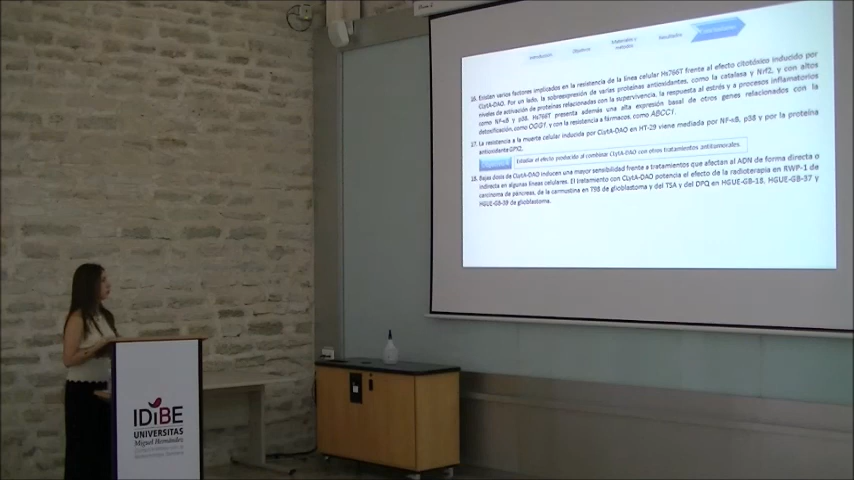 Introducción
Objetivos
Materiales y
métodos
Resultados
Conclusiones
16. Existen varios factores implicados en la resistencia de la línea celular Hs766T frente al efecto citotóxico inducido por
CLytA-DAO. Por un lado, la sobreexpresión de varias proteínas antioxidantes, como la catalasa y Nrf2, y con altos
niveles de activación de proteínas relacionadas con la supervivencia, la respuesta al estrés y a procesos inflamatorios
como NF-κB y p38. Hs766T presenta además una alta expresión basal de otros genes relacionados con la
detoxificación, como OGG1, y con la resistencia a fármacos, como ABCC1.
17. La resistencia a la muerte celular inducida por CLytA-DAO en HT-29 viene mediada por NF-κB, p38 y por la proteína
antioxidante
Estudiar el efecto producido al combinar CLytA-DAO con otros tratamientos antitumorales.
18. Bajas dosis de CLytA-DAO inducen una mayor sensibilidad frente a tratamientos que afectan al ADN de forma directa o
indirecta en algunas líneas celulares. El tratamiento con CLytA-DAO potencia el efecto de la radioterapia en RWP-1 de
carcinoma de páncreas, de la carmustina en T98 de glioblastoma y del TSA y del DPQ en HGUE-GB-18, HGUE-GB-37 y
HGUE-GB-39 de glioblastoma.
IDiBE
UNIVERSITAS
Miguel Hernández